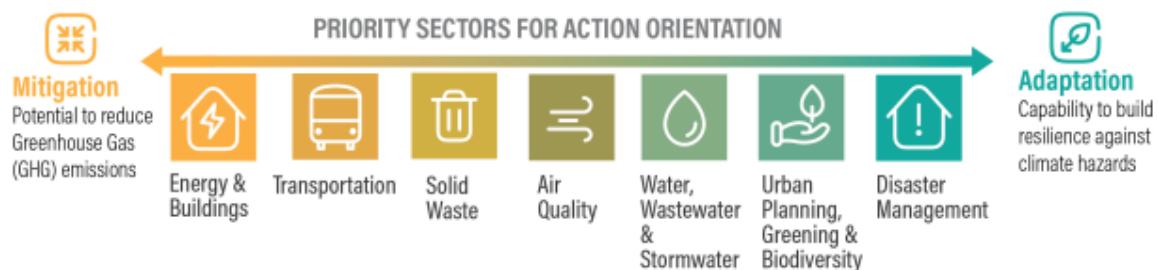 PRIORITY SECTORS FOR ACTION ORIENTATION
Mitigation
Potential to reduce
Greenhouse Gas
(GHG) emissions
Energy &
Buildings
Transportation
Solid
Waste
Air
Quality
Water,
Wastewater
&
Stormwater
Urban
Planning,
Greening &
Biodiversity
Disaster
Management
Adaptation
Capability to build
resilience against
climate hazards